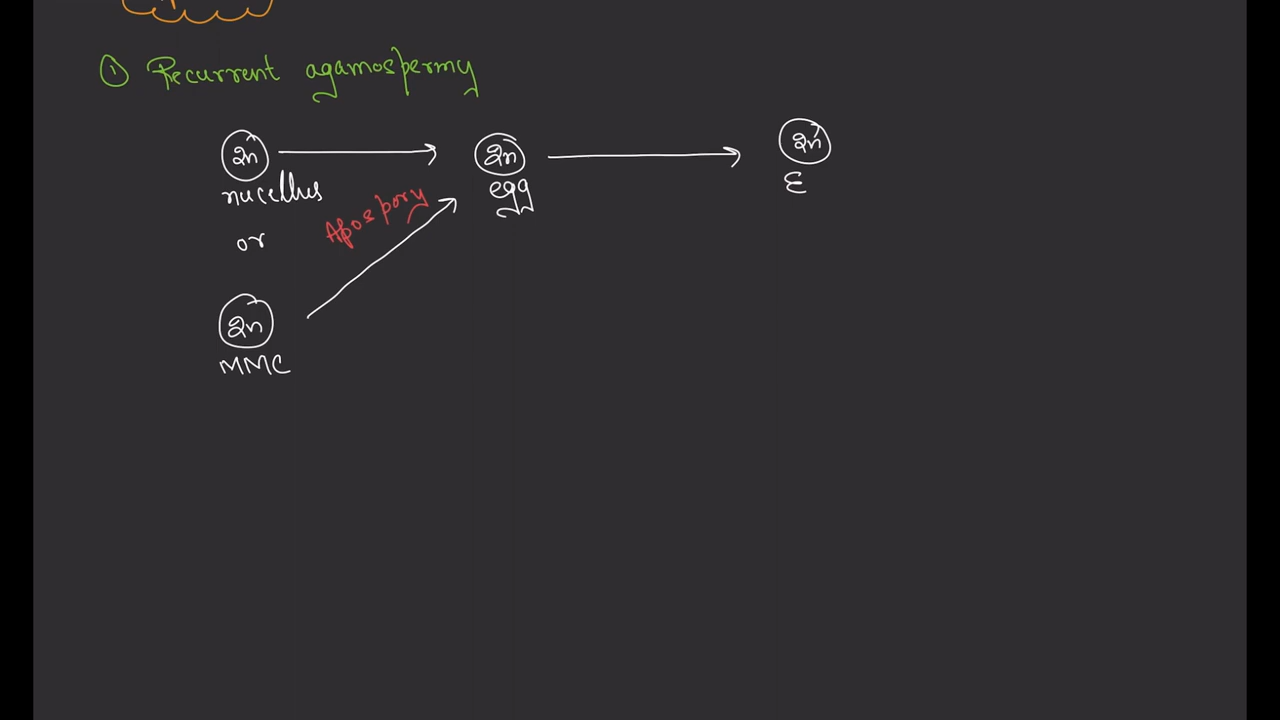 ① Recurrent agamospermy
2n 2n 2n
nucellus egg E
Apospory
or
2n
MMC